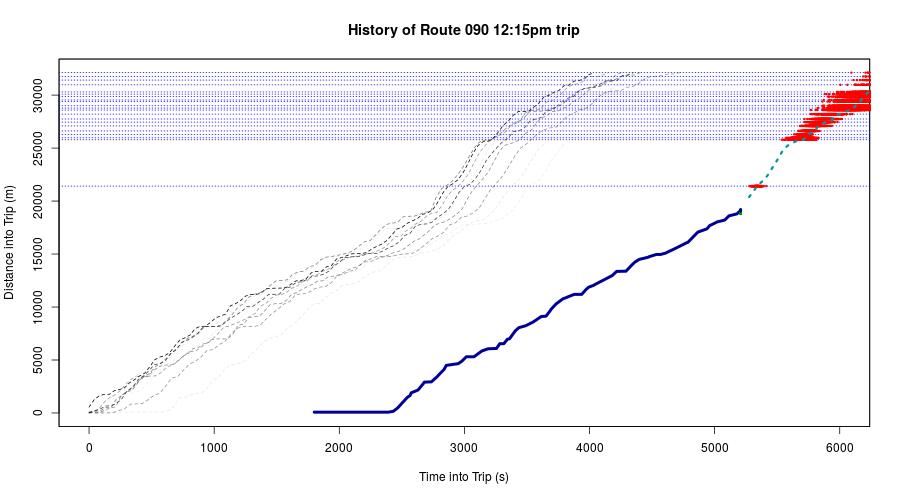 History of Route 090 12:15pm trip
Distance into Trip (m)
30000
25000
20000
15000
10000
5000
0
0 1000 2000 3000 4000 5000 6000
Time into Trip (s)